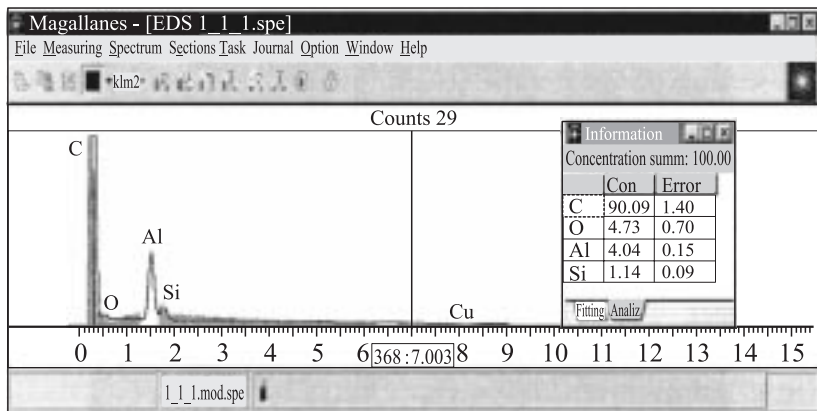 Magallanes - [EDS 1_1_1.spe]
File Measuring Spectrum Sections Task Journal Option Window Help
*klm2*
Counts 29
C
Al
O
Si
Cu
Information
Concentration summ: 100.00
Con Error
C 90.09 1.40
O 4.73 0.70
Al 4.04 0.15
Si 1.14 0.09
Fitting Analiz
0 1 2 3 4 5 6 368 : 7.003 8 9 10 11 12 13 14 15
1_1_1.mod.spe